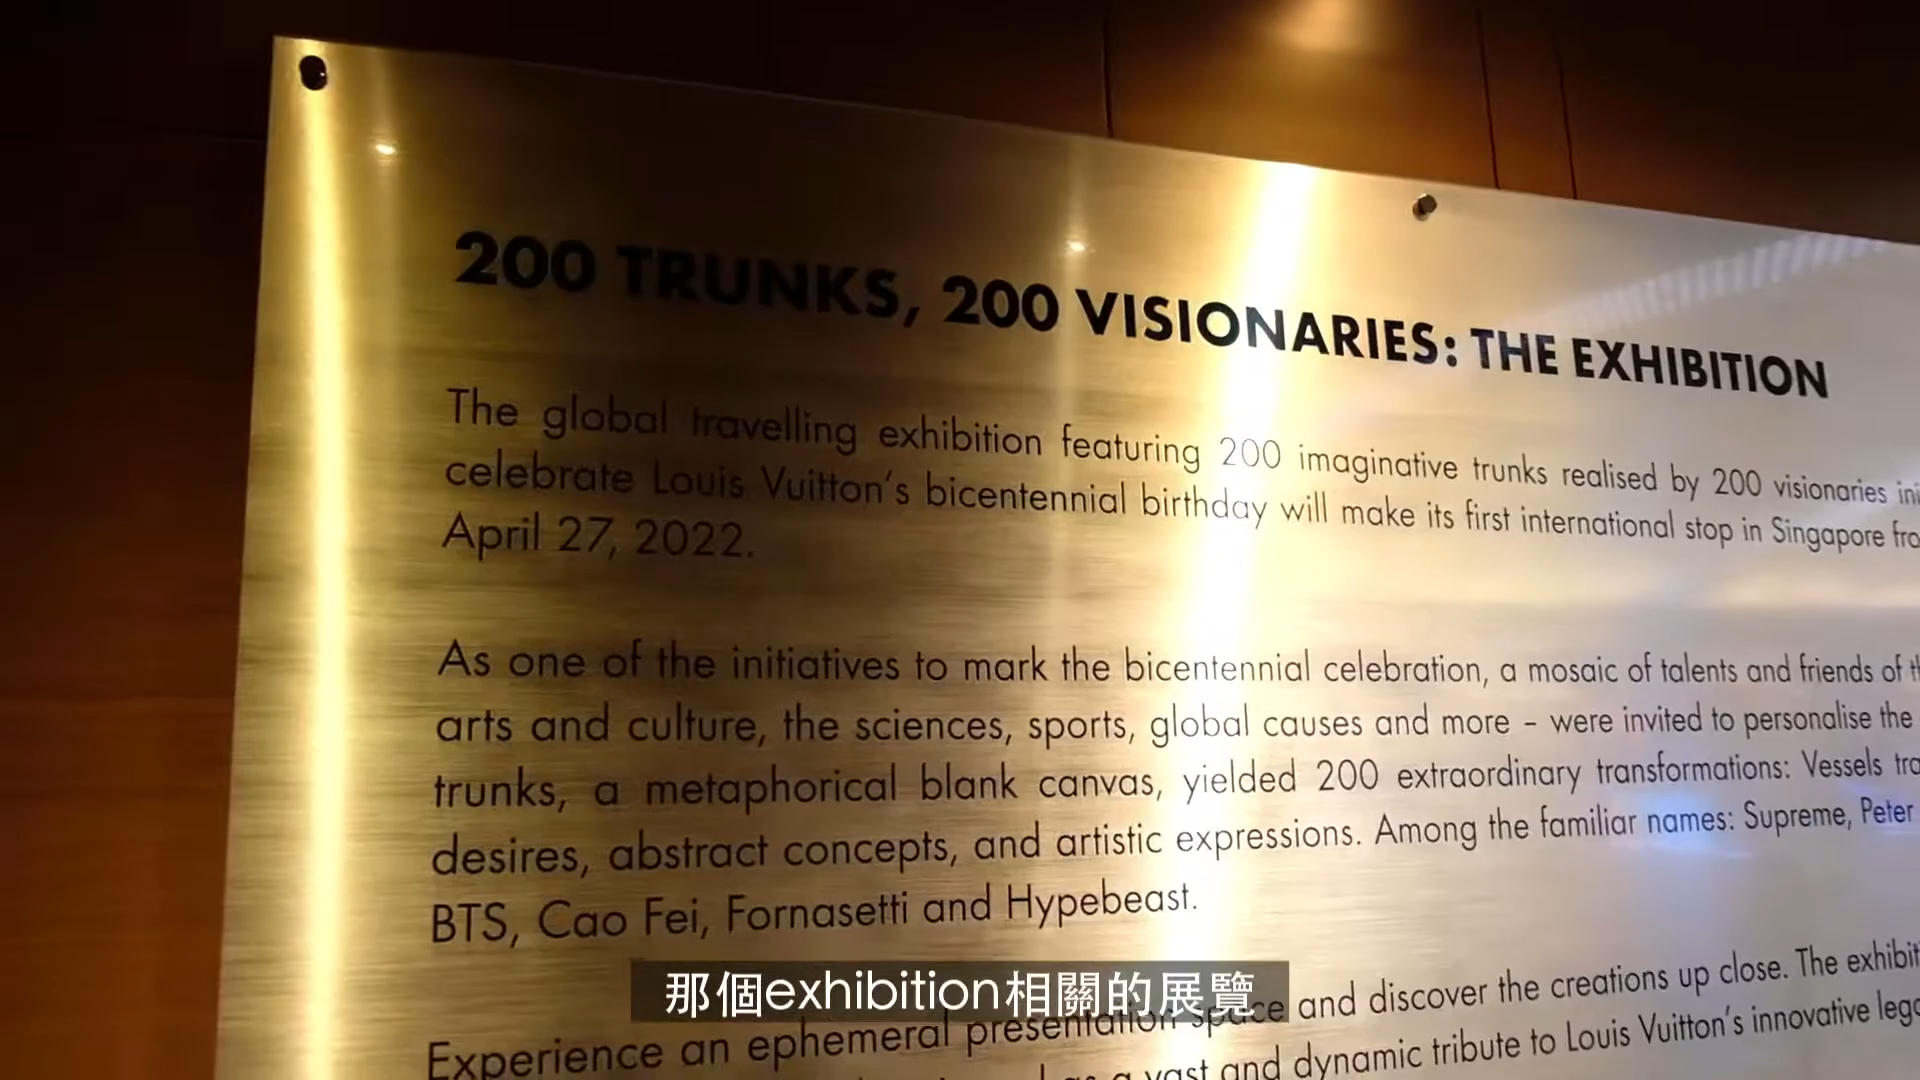 200 TRUNKS, 200 VISIONARIES: THE EXHIBITION
The global travelling exhibition featuring 200 imaginative trunks realised by 200 visionaries
celebrate Louis Vuitton's bicentennial birthday will make its first international stop in Singapore
April 27, 2022.
As one of the initiatives to mark the bicentennial celebration, a mosaic of talents and friends of
arts and culture, the sciences, sports, global causes and more – were invited to personalise the
trunks, a metaphorical blank canvas, yielded 200 extraordinary transformations: Vessels
desires, abstract concepts, and artistic expressions. Among the familiar names: Supreme, Peter
BTS, Cao Fei, Fornasetti and Hypebeast.
Experience an ephemeral presentation space and discover the creations up close. The
vast and dynamic tribute to Louis Vuitton's innovative
那個exhibition相關的展覽